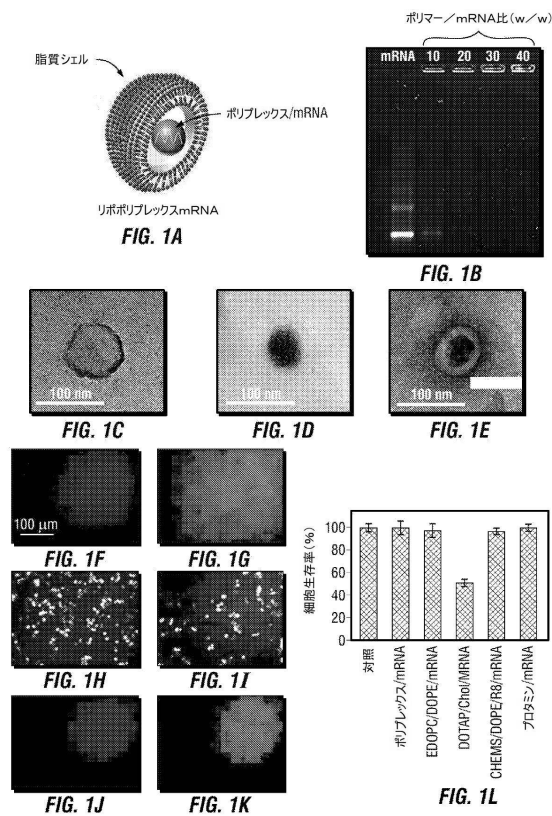 脂質シェル
ポリプレックス/mRNA
リポポリプレックスmRNA
FIG. 1A
ポリマー/mRNA比(w/w)
mRNA 10 20 30 40
FIG. 1B
100 nm
FIG. 1C
100 nm
FIG. 1D
100 nm
FIG. 1E
100 μm
FIG. 1F
FIG. 1G
FIG. 1H
FIG. 1I
FIG. 1J
FIG. 1K
細胞生存率(%)
100
80
60
40
20
0
対照
ポリプレックス/mRNA
EDOPC/DOPE/mRNA
DOTAP/Chol/MRNA
CHEMS/DOPE/R8/mRNA
プロタミン/mRNA
FIG. 1L